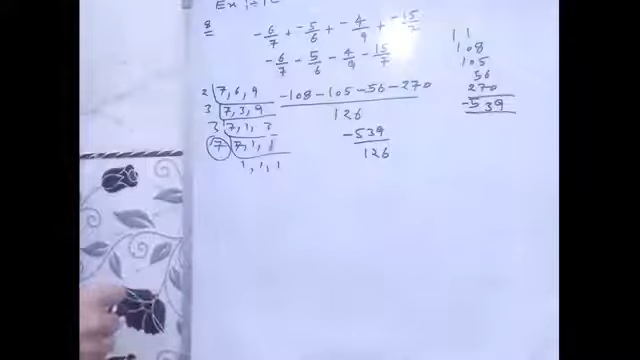 8
-6/7 + -5/6 + -4/9 + -15/7
-6/7 - 5/6 - 4/9 - 15/7
2 | 7, 6, 9
3 | 7, 3, 9
3 | 7, 1, 3
7 | 7, 1, 1
1, 1, 1
-108-105-56-270
126
-539
126
1 1
108
105
56
270
-539